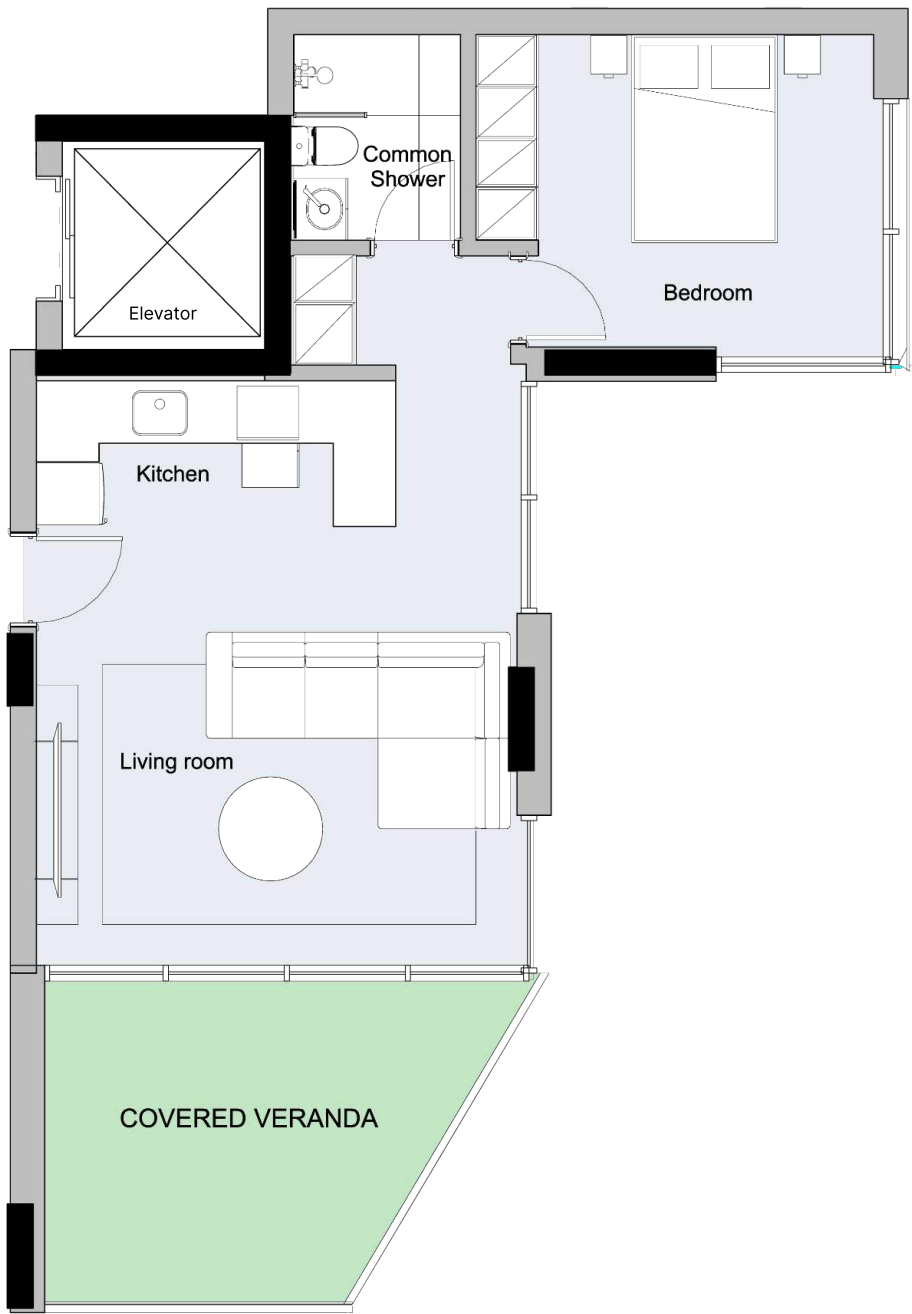 Common
Shower
Bedroom
Elevator
Kitchen
Living room
COVERED VERANDA